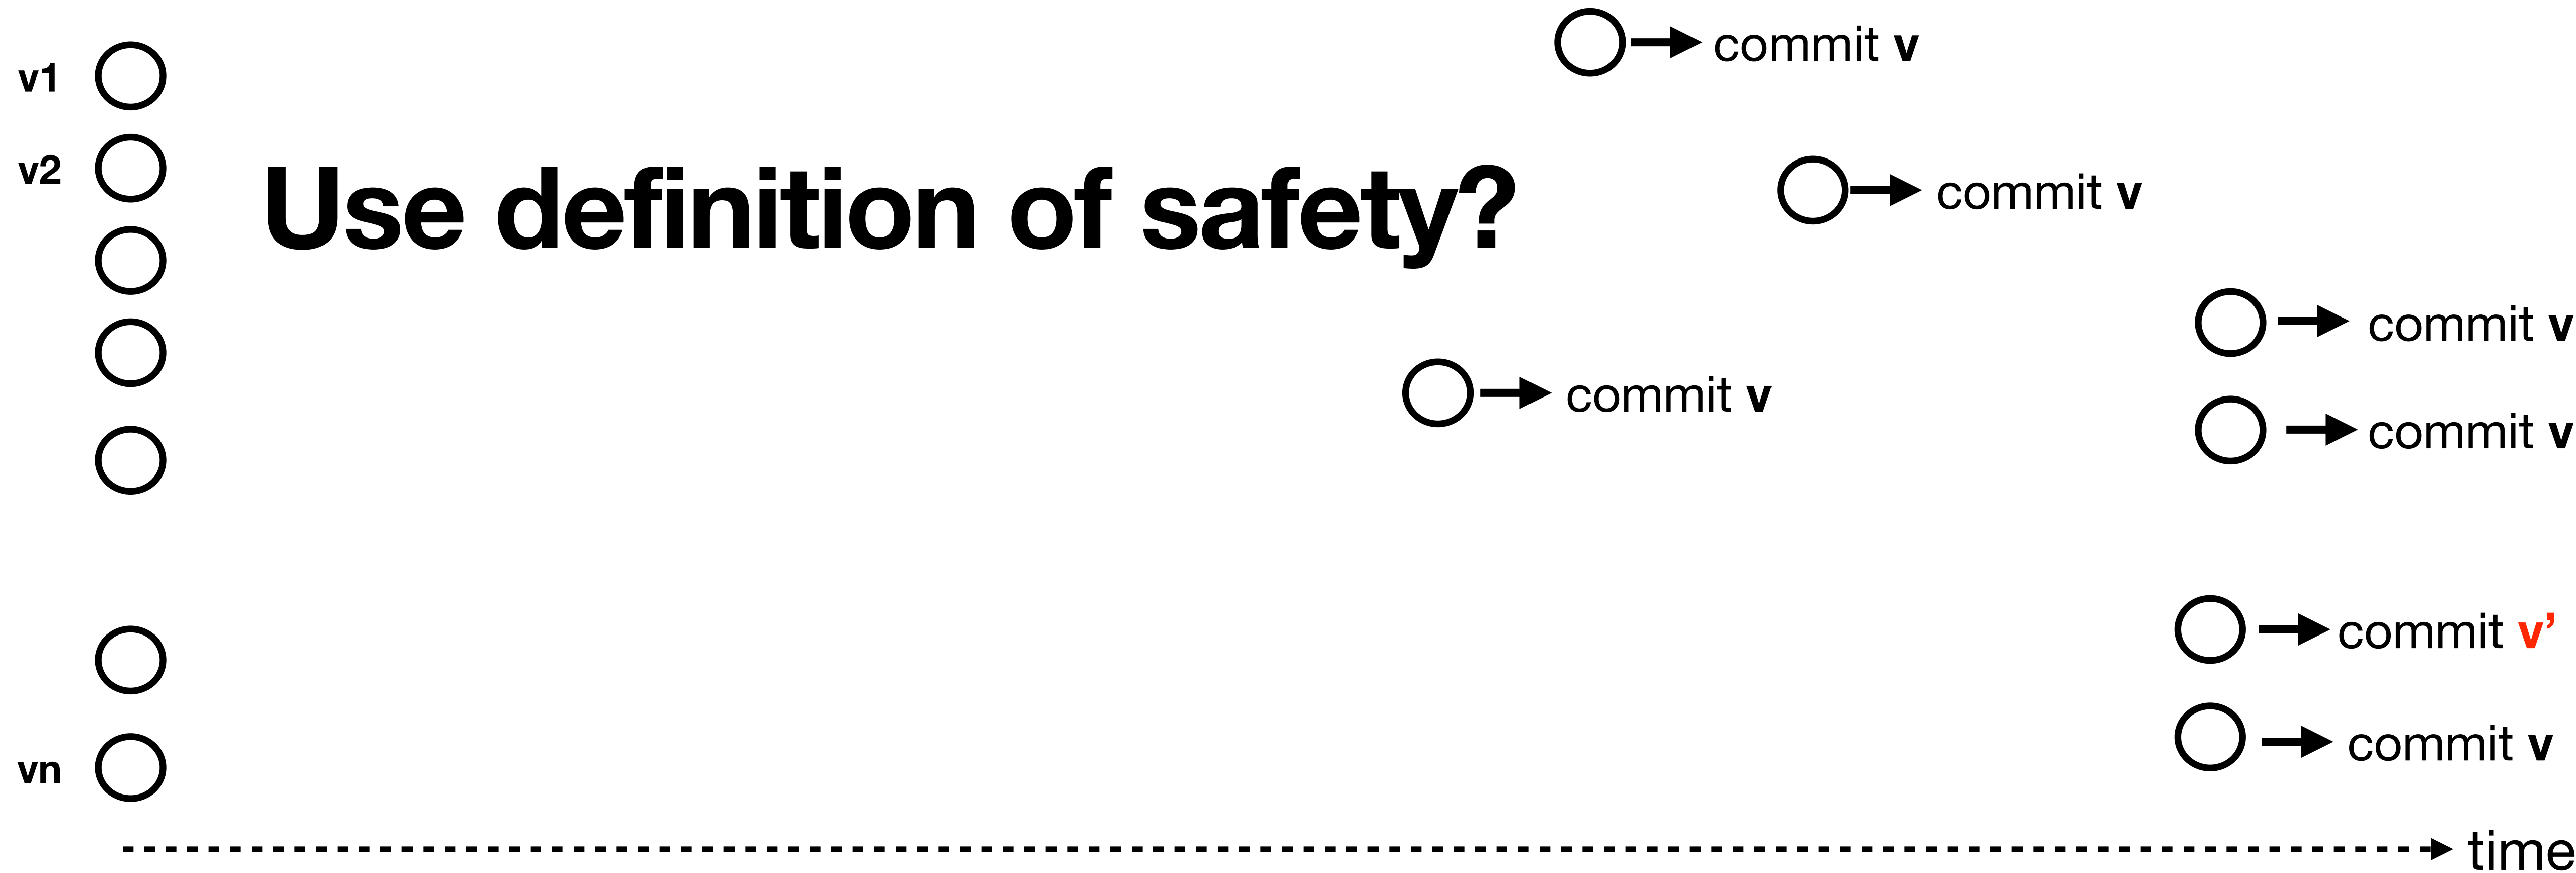 commit v
v1
v2
Use definition of safety?
commit v
commit v
commit v
commit v
commit v’
commit v
vn
time